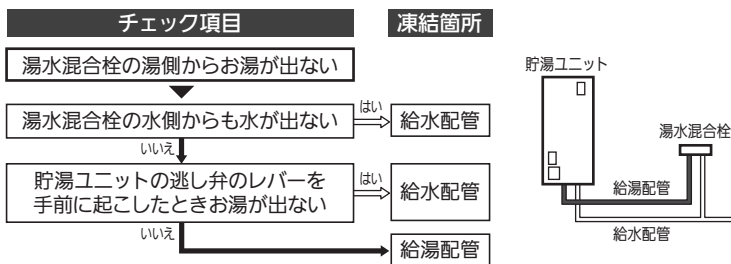 チェック項目
凍結箇所
湯水混合栓の湯側からお湯が出ない
湯水混合栓の水側からも水が出ない
はい
給水配管
いいえ
貯湯ユニットの逃し弁のレバーを
手前に起こしたときお湯が出ない
はい
給水配管
いいえ
給湯配管
貯湯ユニット
湯水混合栓
給湯配管
給水配管